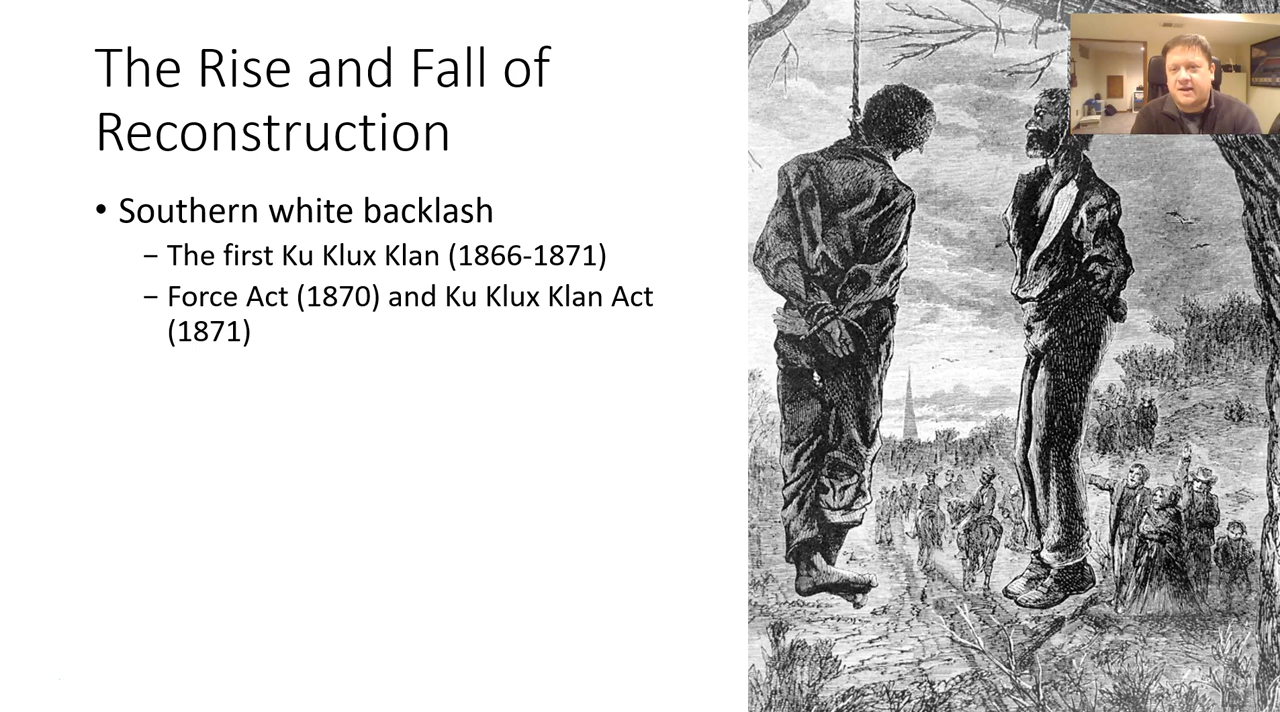 The Rise and Fall of
Reconstruction
• Southern white backlash
– The first Ku Klux Klan (1866-1871)
– Force Act (1870) and Ku Klux Klan Act
(1871)